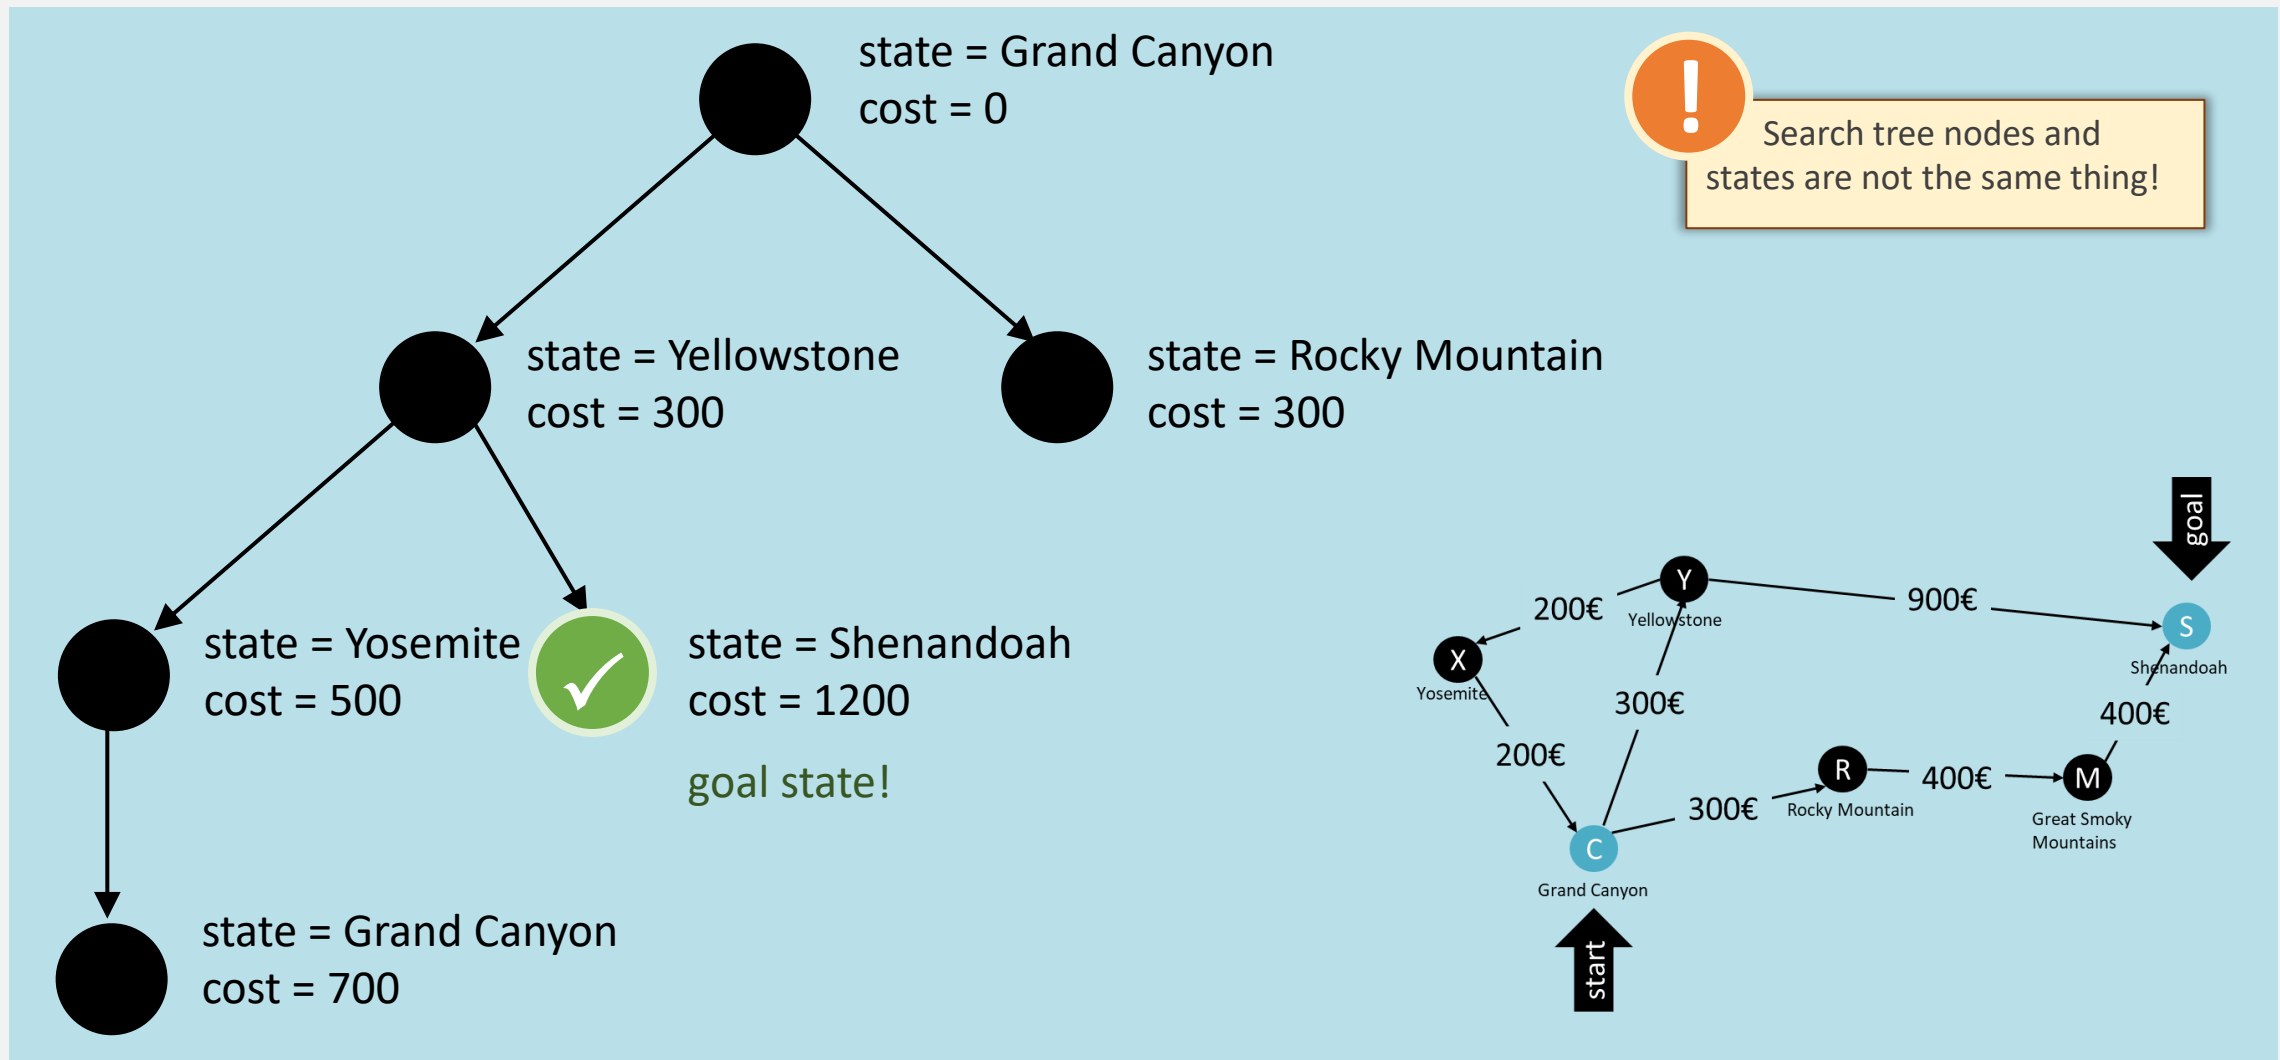 state = Grand Canyon
cost = 0
!
Search tree nodes and
states are not the same thing!
state = Yellowstone
cost = 300
state = Rocky Mountain
cost = 300
state = Yosemite
cost = 500
state = Shenandoah
cost = 1200
goal state!
state = Grand Canyon
cost = 700
goal
Y
Yellowstone
200€
900€
S
Shenandoah
X
Yosemite
300€
400€
200€
R
Rocky Mountain
400€
M
Great Smoky
Mountains
300€
C
Grand Canyon
start